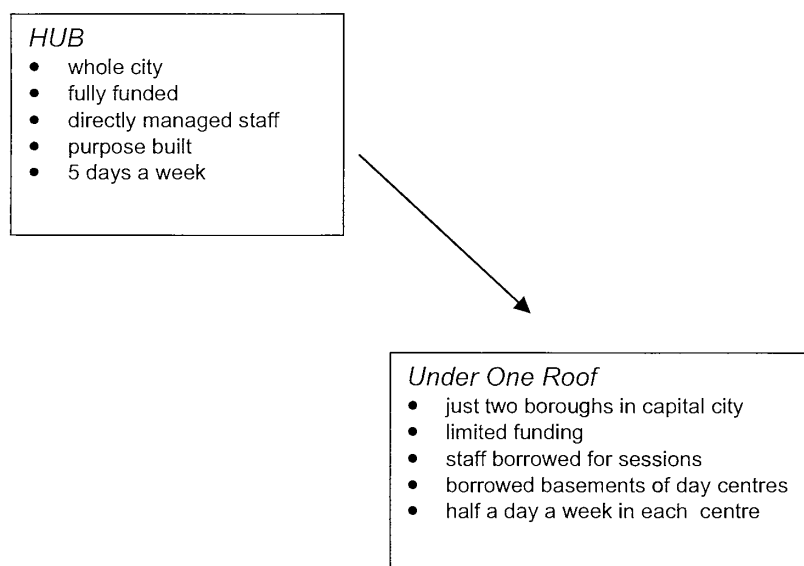 HUB
• whole city
• fully funded
• directly managed staff
• purpose built
• 5 days a week
Under One Roof
• just two boroughs in capital city
• limited funding
• staff borrowed for sessions
• borrowed basements of day centres
• half a day a week in each centre